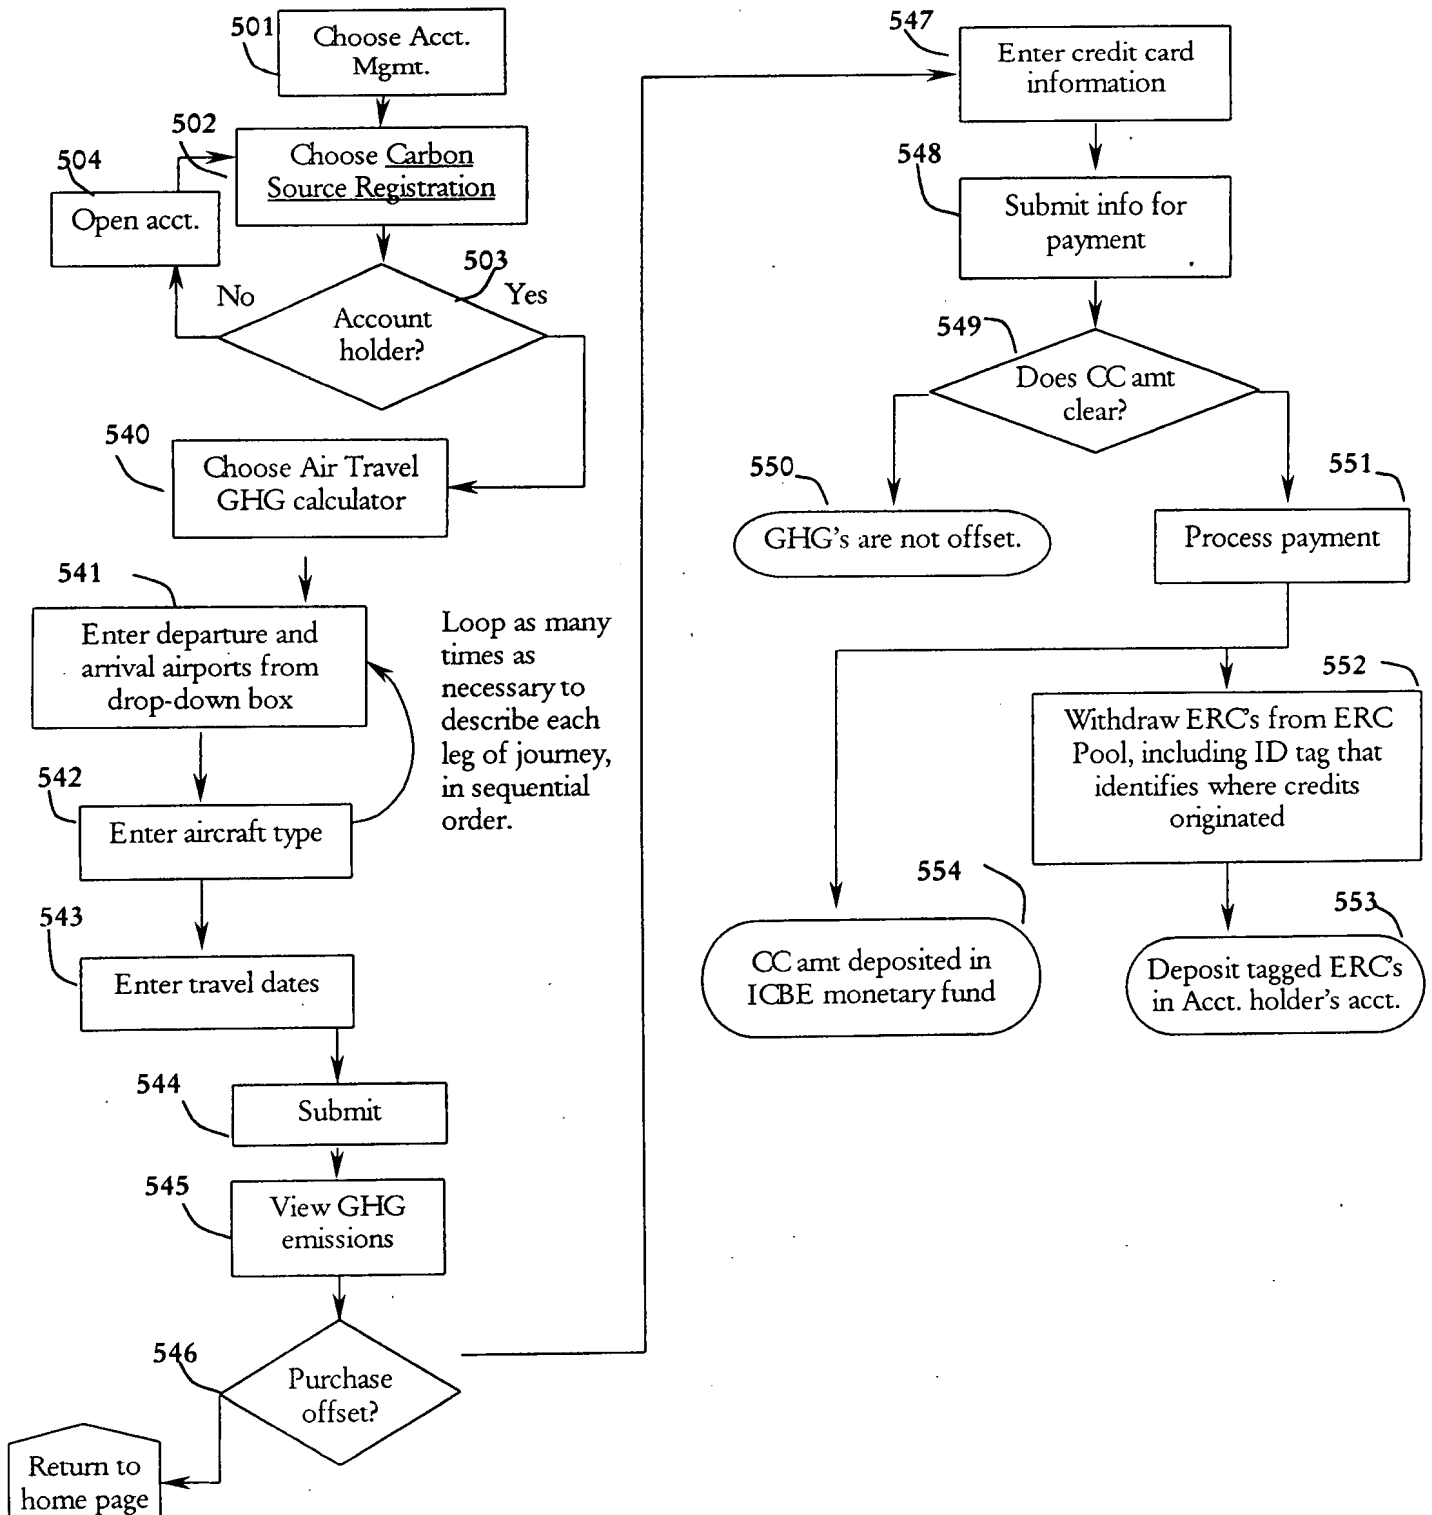 501
Choose Acct.
Mgmt.
502
Choose Carbon
Source Registration
504
Open acct.
503
No
Yes
Account
holder?
540
Choose Air Travel
GHG calculator
541
Enter departure and
arrival airports from
drop-down box
Loop as many
times as
necessary to
describe each
leg of journey,
in sequential
order.
542
Enter aircraft type
543
Enter travel dates
544
Submit
545
View GHG
emissions
546
Purchase
offset?
Return to
home page
547
Enter credit card
information
548
Submit info for
payment
549
Does CC amt
clear?
550
GHG's are not offset.
551
Process payment
552
Withdraw ERC's from ERC
Pool, including ID tag that
identifies where credits
originated
554
CC amt deposited in
ICBE monetary fund
553
Deposit tagged ERC's
in Acct. holder's acct.